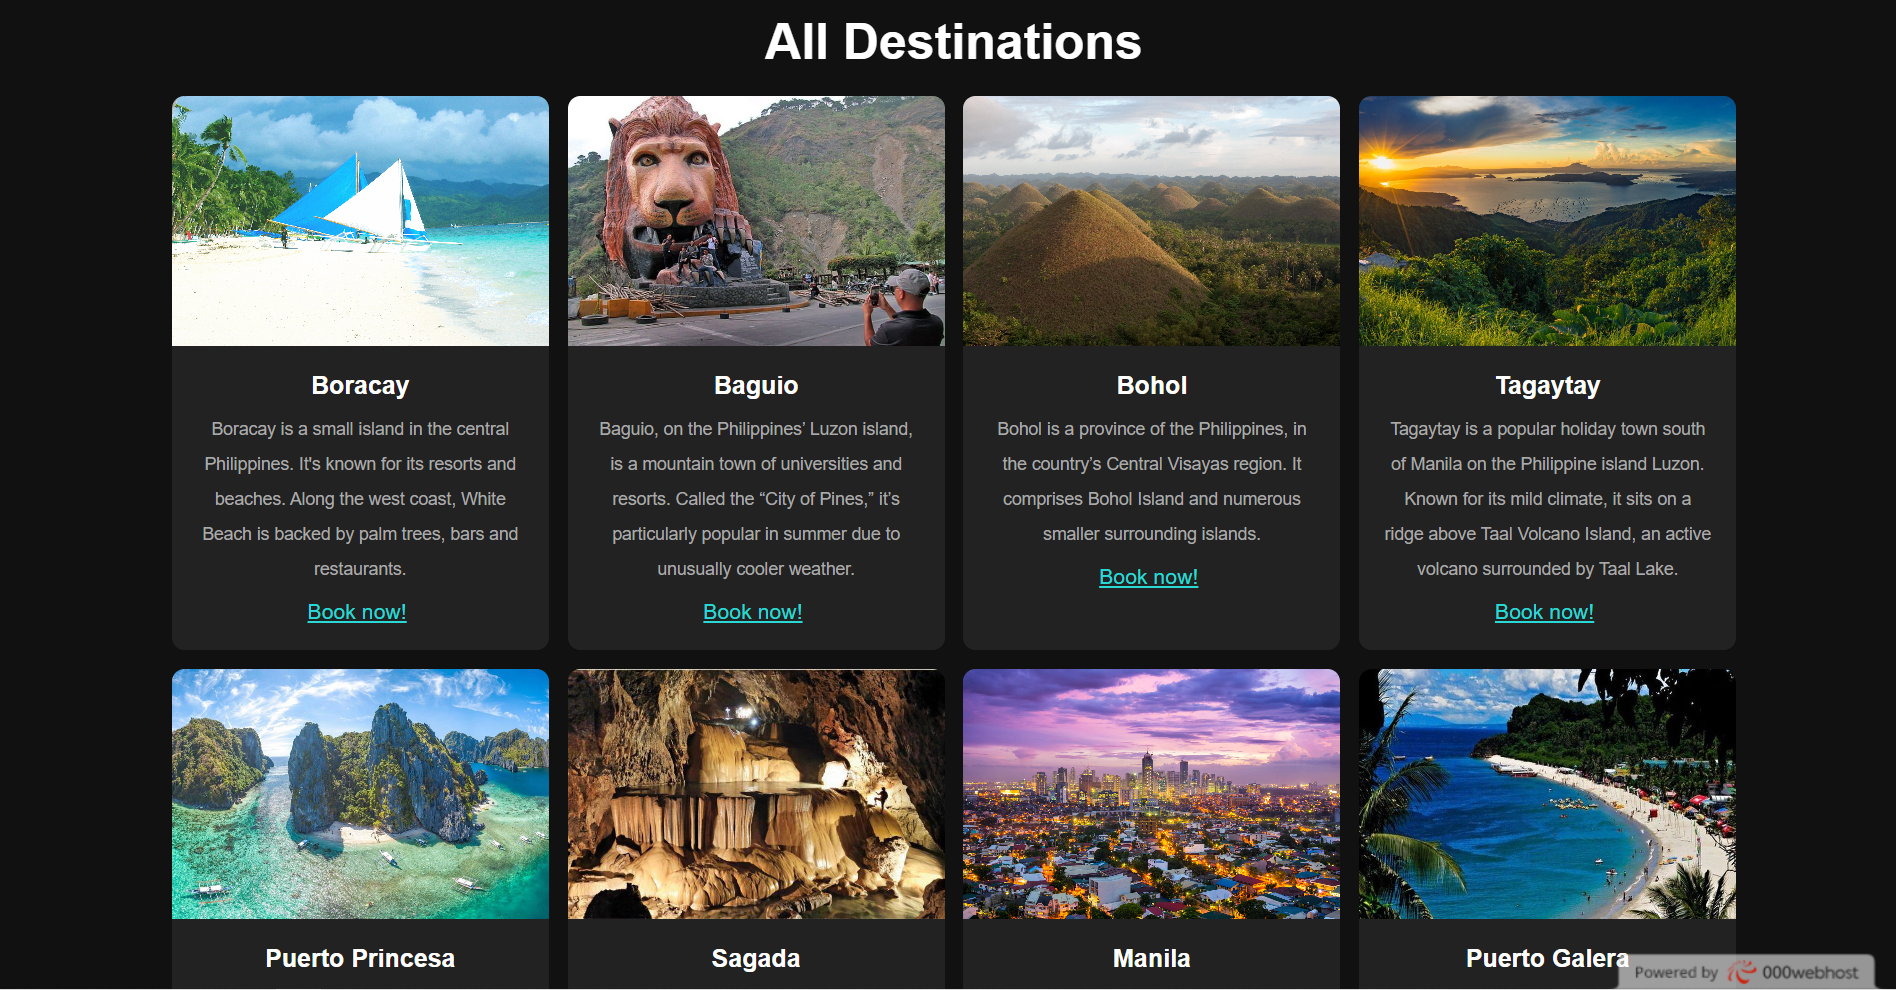 All Destinations
Boracay
Boracay is a small island in the central
Philippines. It's known for its resorts and
beaches. Along the west coast, White
Beach is backed by palm trees, bars and
restaurants.
Book now!
Baguio
Baguio, on the Philippines’ Luzon island,
is a mountain town of universities and
resorts. Called the “City of Pines,” it’s
particularly popular in summer due to
unusually cooler weather.
Book now!
Bohol
Bohol is a province of the Philippines, in
the country’s Central Visayas region. It
comprises Bohol Island and numerous
smaller surrounding islands.
Book now!
Tagaytay
Tagaytay is a popular holiday town south
of Manila on the Philippine island Luzon.
Known for its mild climate, it sits on a
ridge above Taal Volcano Island, an active
volcano surrounded by Taal Lake.
Book now!
Puerto Princesa
Sagada
Manila
Puerto Galera
Powered by 000webhost